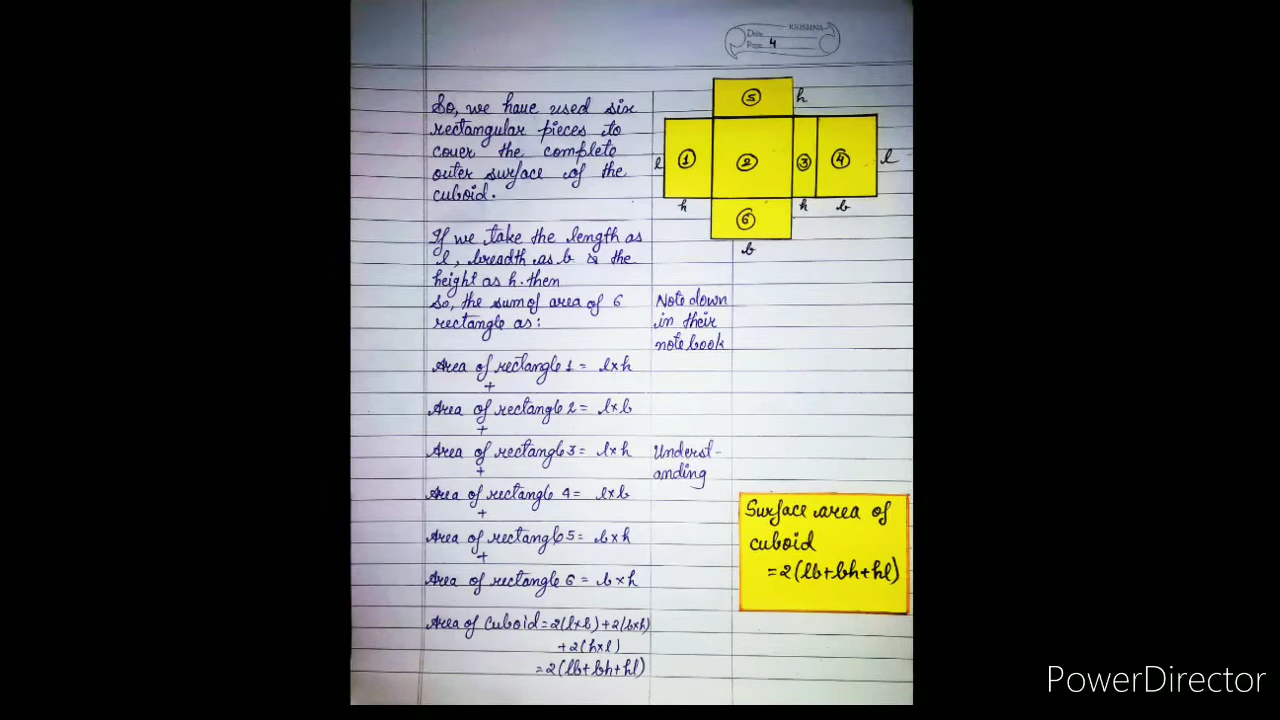 KRISHNA
Date
Page 4
So, we have used six
rectangular pieces to
cover the complete
outer surface of the
cuboid.
If we take the length as
l, breadth as b & the
height as h. then
So, the sum of area of 6
rectangle as:
Area of rectangle 1 = l×h
+
Area of rectangle 2 = l×b
+
Area of rectangle 3 = l×h
+
Area of rectangle 4 = l×b
+
Area of rectangle 5 = b×h
+
Area of rectangle 6 = b×h
Area of cuboid = 2(l×b) + 2(b×h)
+ 2(h×l)
= 2(lb+bh+hl)
Note down
in their
note book
Underst-
anding
5 h
l 1 2 3 4 l
h h b
6
b
Surface area of
cuboid
= 2(lb+bh+hl)
PowerDirector